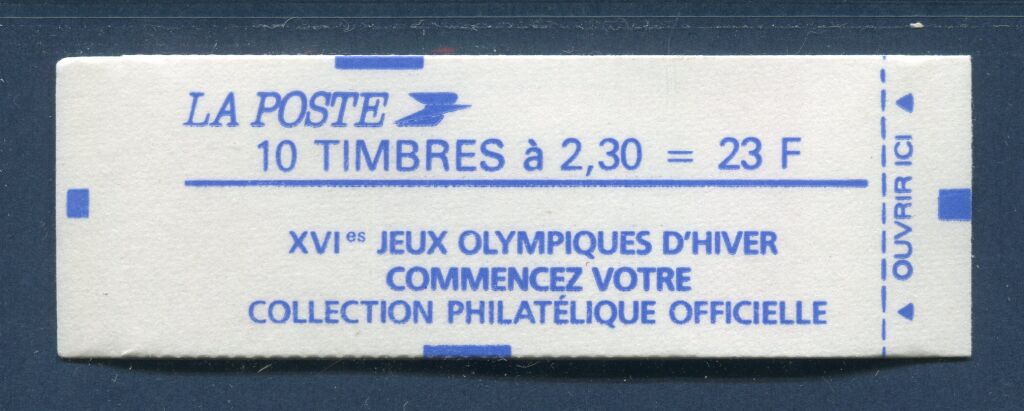 LA POSTE
10 TIMBRES à 2,30 = 23 F
XVIes JEUX OLYMPIQUES D'HIVER
COMMENCEZ VOTRE
COLLECTION PHILATÉLIQUE OFFICIELLE
OUVRIR ICI